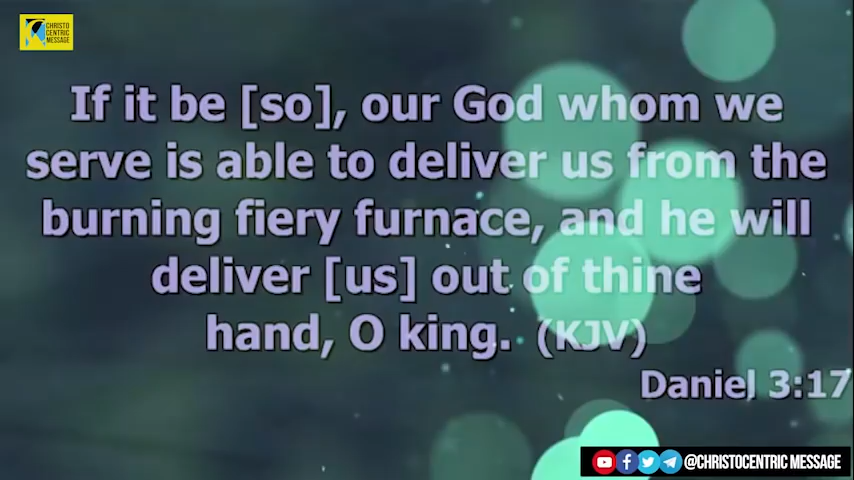 CHRISTO
CENTRIC
MESSAGE
If it be [so], our God whom we
serve is able to deliver us from the
burning fiery furnace, and he will
deliver [us] out of thine
hand, O king. (KJV)
Daniel 3:17
@CHRISTOCENTRIC MESSAGE